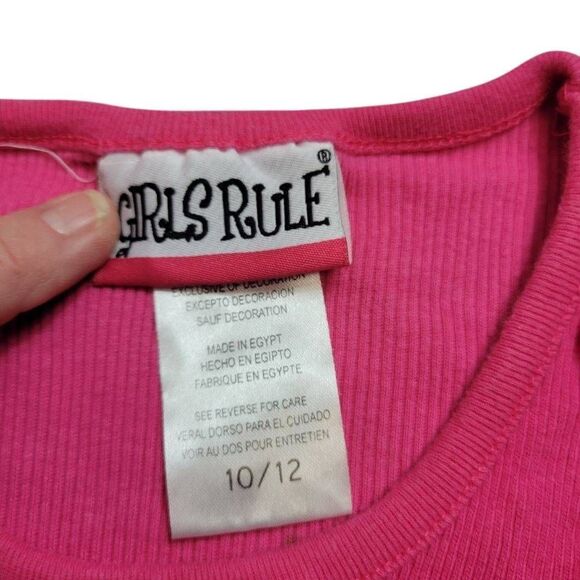 GIRLS RULE®
EXCLUSIVE OF DECORATION
EXCEPTO DECORACION
SAUF DECORATION
MADE IN EGYPT
HECHO EN EGIPTO
FABRIQUE EN EGYPTE
SEE REVERSE FOR CARE
VERAL DORSO PARA EL CUIDADO
VOIR AU DOS POUR ENTRETIEN
10/12